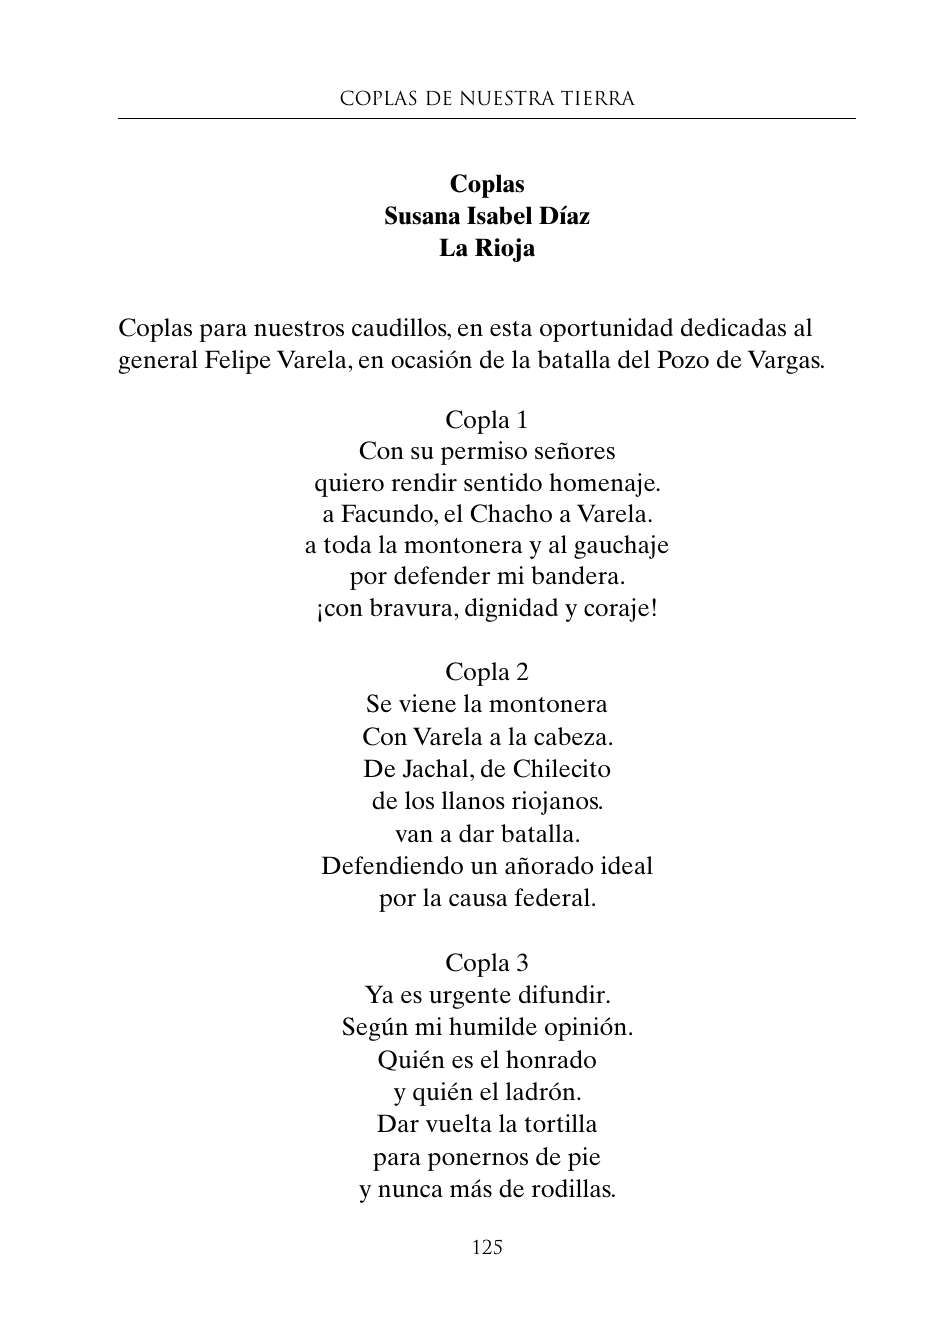 COPLAS DE NUESTRA TIERRA
Coplas
Susana Isabel Díaz
La Rioja
Coplas para nuestros caudillos, en esta oportunidad dedicadas al
general Felipe Varela, en ocasión de la batalla del Pozo de Vargas.
Copla 1
Con su permiso señores
quiero rendir sentido homenaje.
a Facundo, el Chacho a Varela.
a toda la montonera y al gauchaje
por defender mi bandera.
¡con bravura, dignidad y coraje!
Copla 2
Se viene la montonera
Con Varela a la cabeza.
De Jachal, de Chilecito
de los llanos riojanos.
van a dar batalla.
Defendiendo un añorado ideal
por la causa federal.
Copla 3
Ya es urgente difundir.
Según mi humilde opinión.
Quién es el honrado
y quién el ladrón.
Dar vuelta la tortilla
para ponernos de pie
y nunca más de rodillas.
125